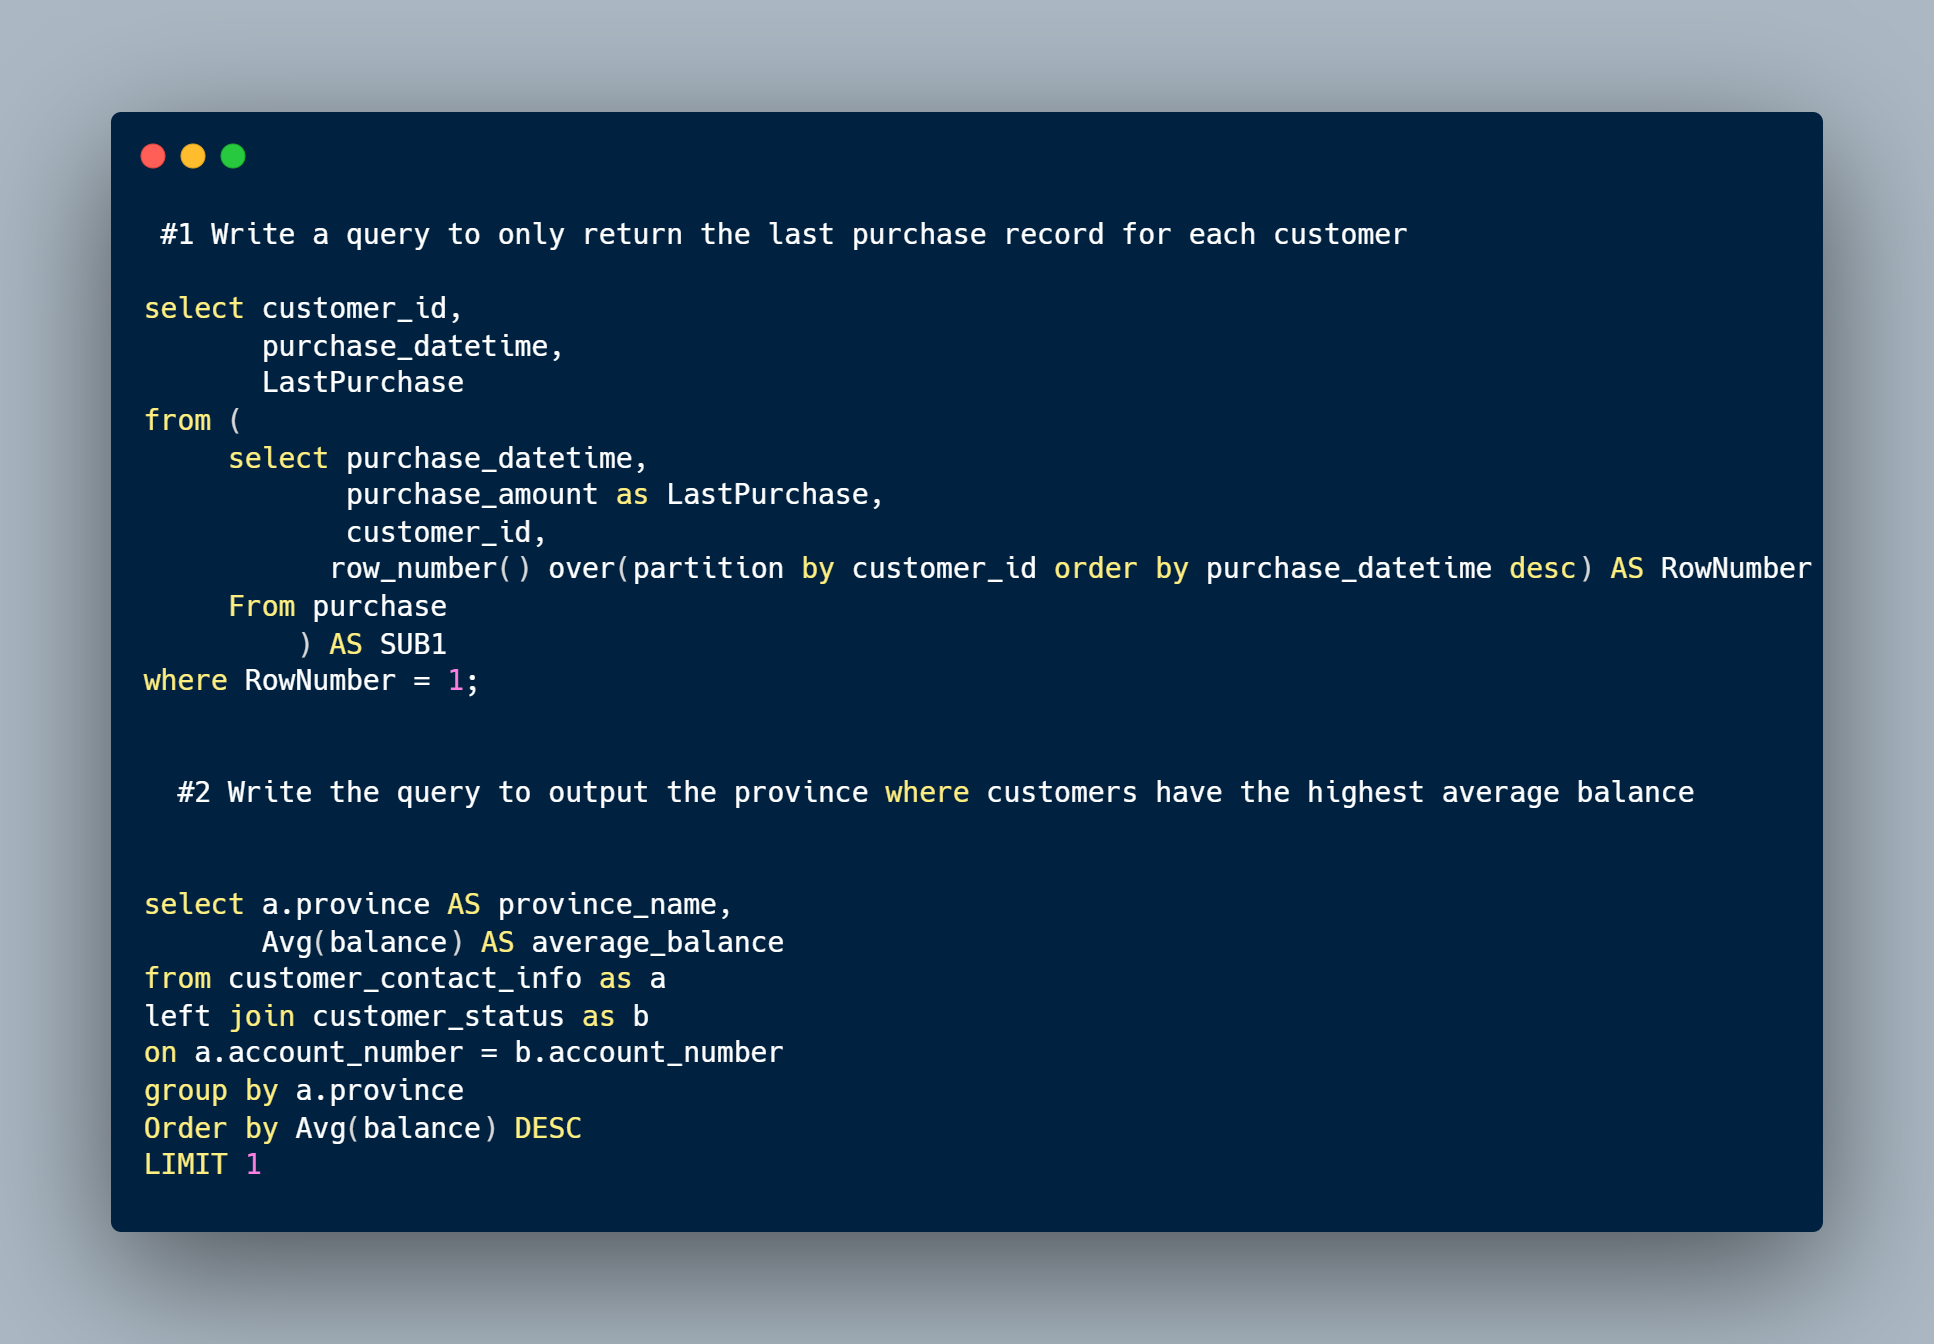 #1 Write a query to only return the last purchase record for each customer
select customer_id,
purchase_datetime,
LastPurchase
from (
select purchase_datetime,
purchase_amount as LastPurchase,
customer_id,
row_number() over(partition by customer_id order by purchase_datetime desc) AS RowNumber
From purchase
) AS SUB1
where RowNumber = 1;
#2 Write the query to output the province where customers have the highest average balance
select a.province AS province_name,
Avg(balance) AS average_balance
from customer_contact_info as a
left join customer_status as b
on a.account_number = b.account_number
group by a.province
Order by Avg(balance) DESC
LIMIT 1